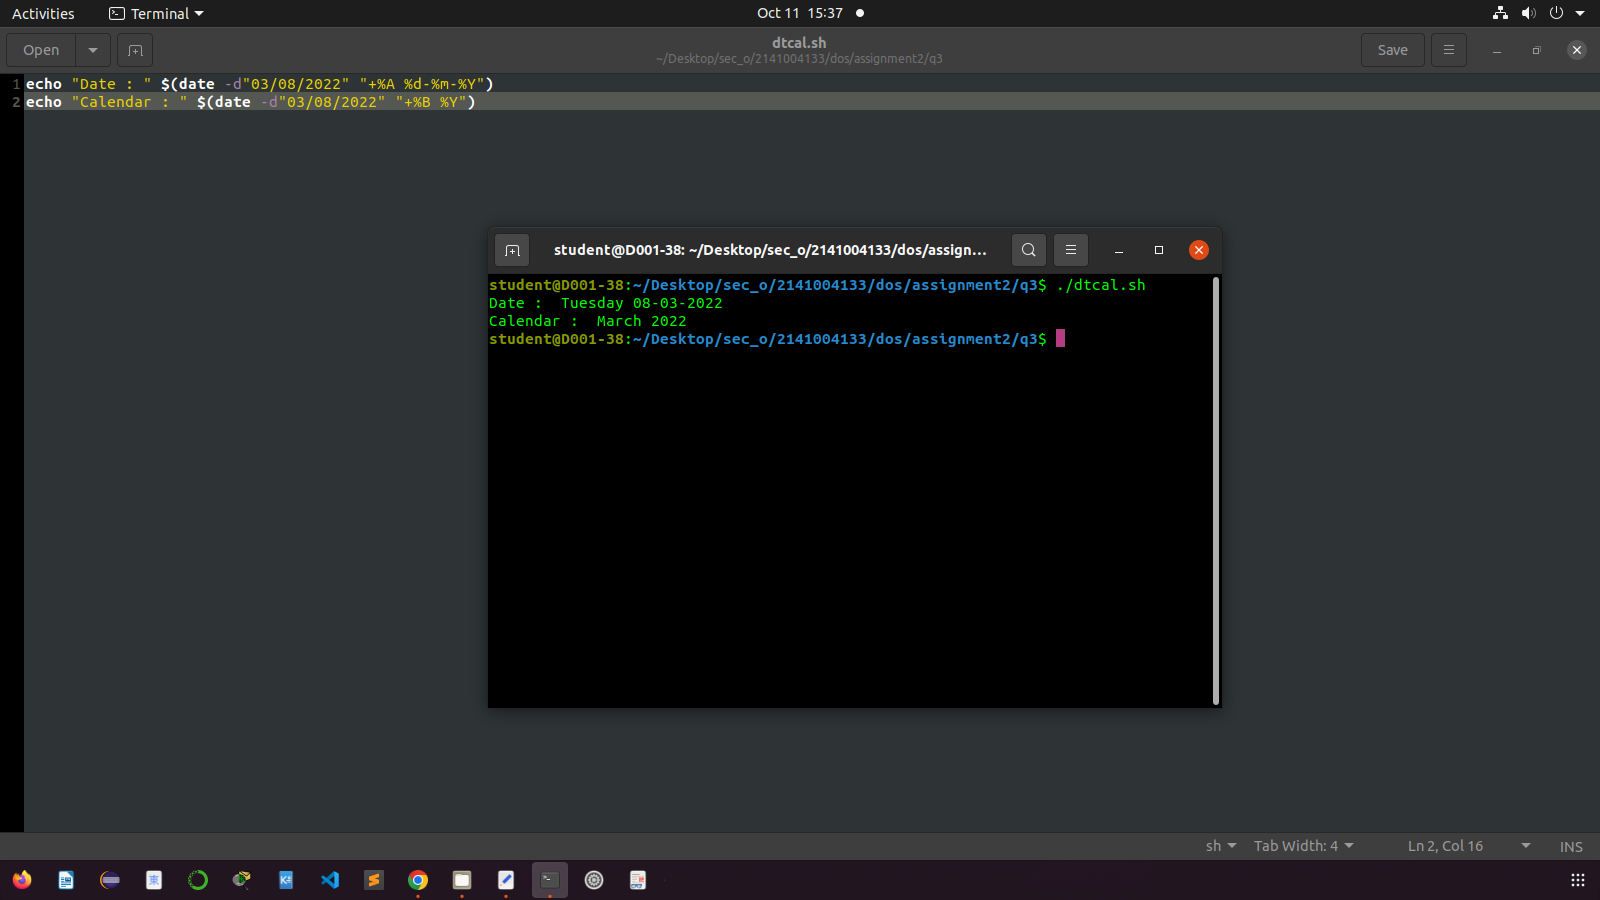 Activities Terminal Oct 11 15:37
Open dtcal.sh Save
~/Desktop/sec_o/2141004133/dos/assignment2/q3
1 echo "Date : " $(date -d"03/08/2022" "+%A %d-%m-%Y")
2 echo "Calendar : " $(date -d"03/08/2022" "+%B %Y")
student@D001-38: ~/Desktop/sec_o/2141004133/dos/assign...
student@D001-38:~/Desktop/sec_o/2141004133/dos/assignment2/q3$ ./dtcal.sh
Date :  Tuesday 08-03-2022
Calendar :  March 2022
student@D001-38:~/Desktop/sec_o/2141004133/dos/assignment2/q3$
sh Tab Width: 4 Ln 2, Col 16 INS